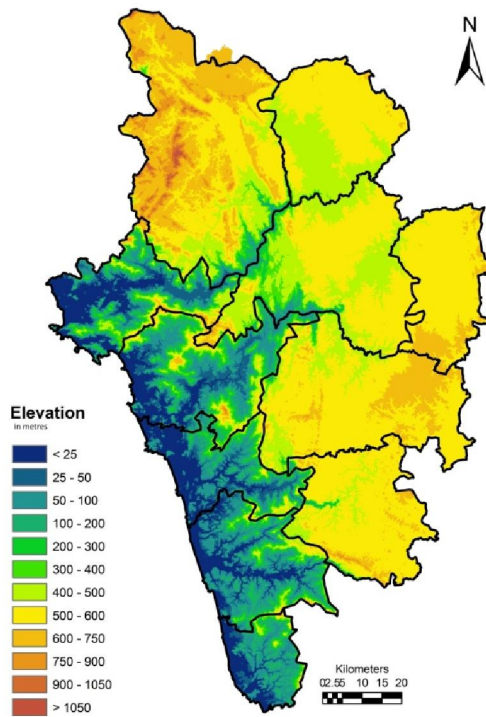 N
Elevation
In metres
< 25
25 - 50
50 - 100
100 - 200
200 - 300
300 - 400
400 - 500
500 - 600
600 - 750
750 - 900
900 - 1050
> 1050
Kilometers
02.55 10 15 20